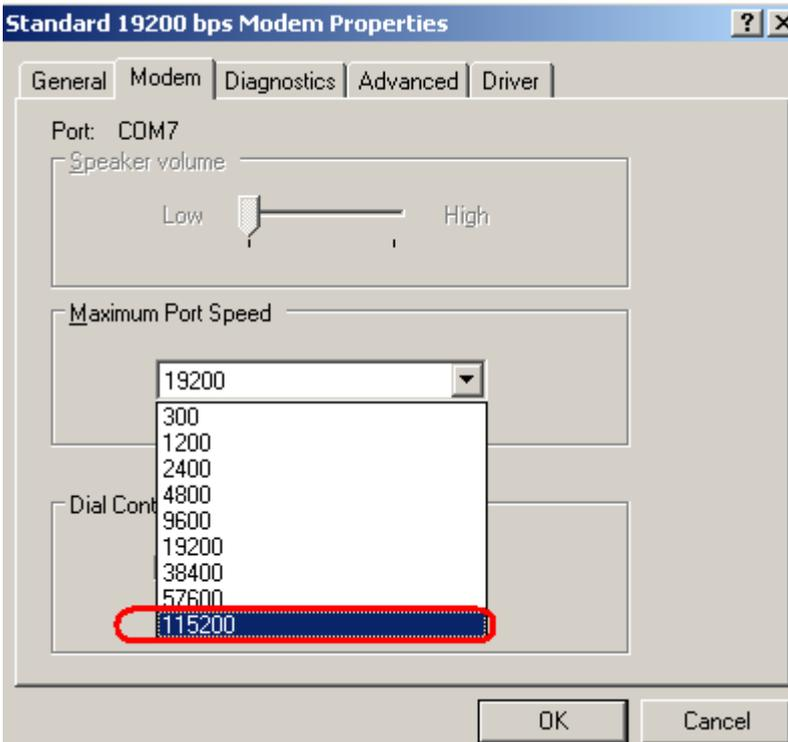 Standard 19200 bps Modem Properties
General Modem Diagnostics Advanced Driver
Port: COM7
Speaker volume
Low High
Maximum Port Speed
19200
300
1200
2400
4800
9600
19200
38400
57600
115200
Dial Cont
OK Cancel